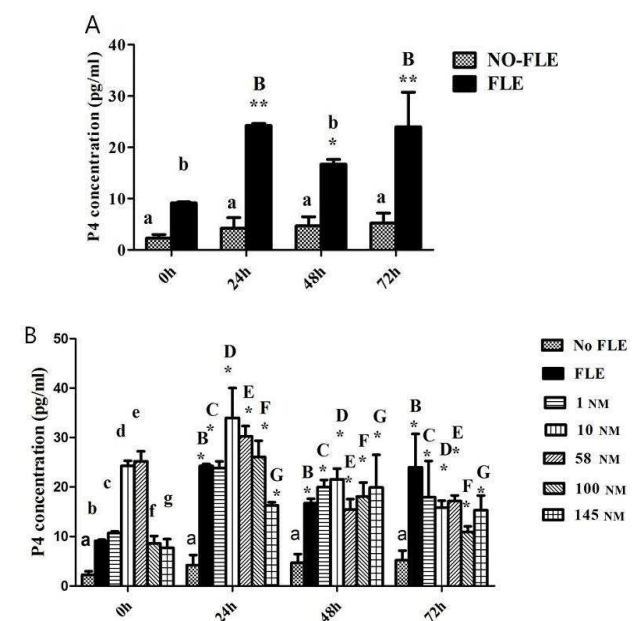 A
P4 concentration (pg/ml)
40
30
20
10
0
a b
a B **
a b *
a B **
0h 24h 48h 72h
NO-FLE
FLE
B
P4 concentration (pg/ml)
50
40
30
20
10
0
a b c d e f g
a B * C * D * E * F * G *
a B * C * D * E * F * G *
a B * C * D * E * F * G *
0h 24h 48h 72h
No FLE
FLE
1 NM
10 NM
58 NM
100 NM
145 NM